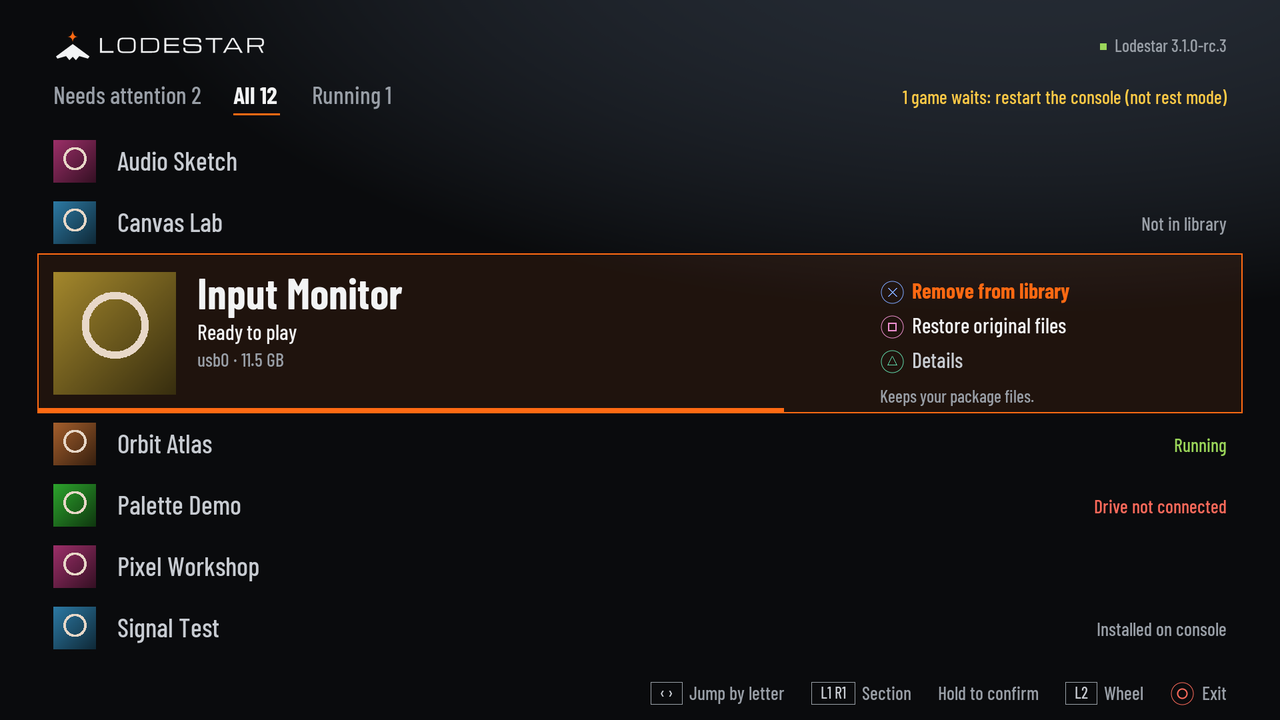 LODESTAR
Lodestar 3.1.0-rc.3
Needs attention 2
All 12
Running 1
1 game waits: restart the console (not rest mode)
Audio Sketch
Canvas Lab
Not in library
Input Monitor
Ready to play
usb0 · 11.5 GB
Remove from library
Restore original files
Details
Keeps your package files.
Orbit Atlas
Running
Palette Demo
Drive not connected
Pixel Workshop
Signal Test
Installed on console
‹ › Jump by letter
L1 R1 Section
Hold to confirm
L2 Wheel
Exit